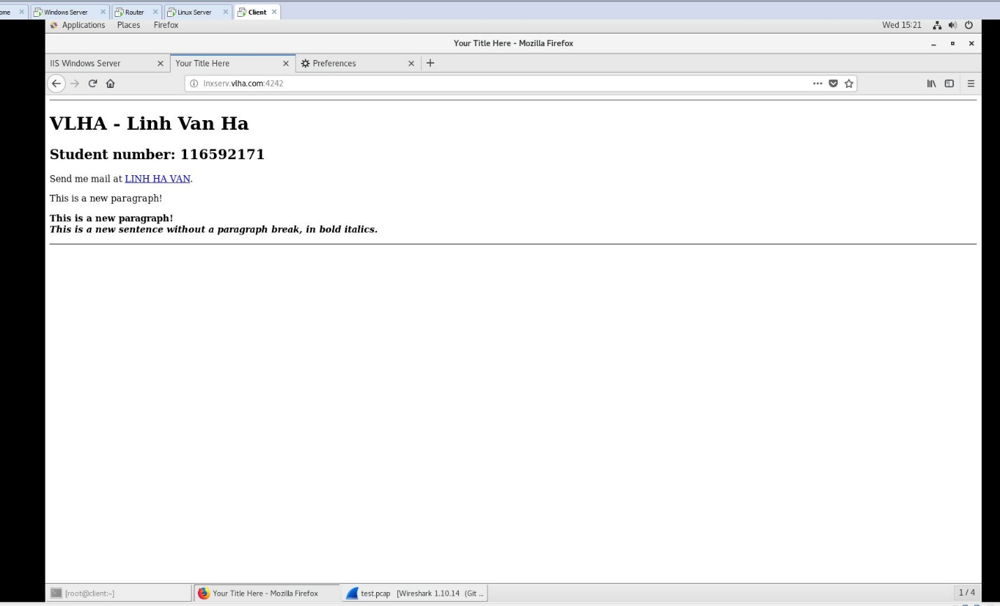 ome
Windows Server
Router
Linux Server
Client
Applications Places Firefox
Wed 15:21
Your Title Here - Mozilla Firefox
IIS Windows Server
Your Title Here
Preferences
lnxserv.vlha.com:4242
VLHA - Linh Van Ha
Student number: 116592171
Send me mail at LINH HA VAN.
This is a new paragraph!
This is a new paragraph!
This is a new sentence without a paragraph break, in bold italics.
[root@client:~]
Your Title Here - Mozilla Firefox
test.pcap [Wireshark 1.10.14 (Git ...
1 / 4